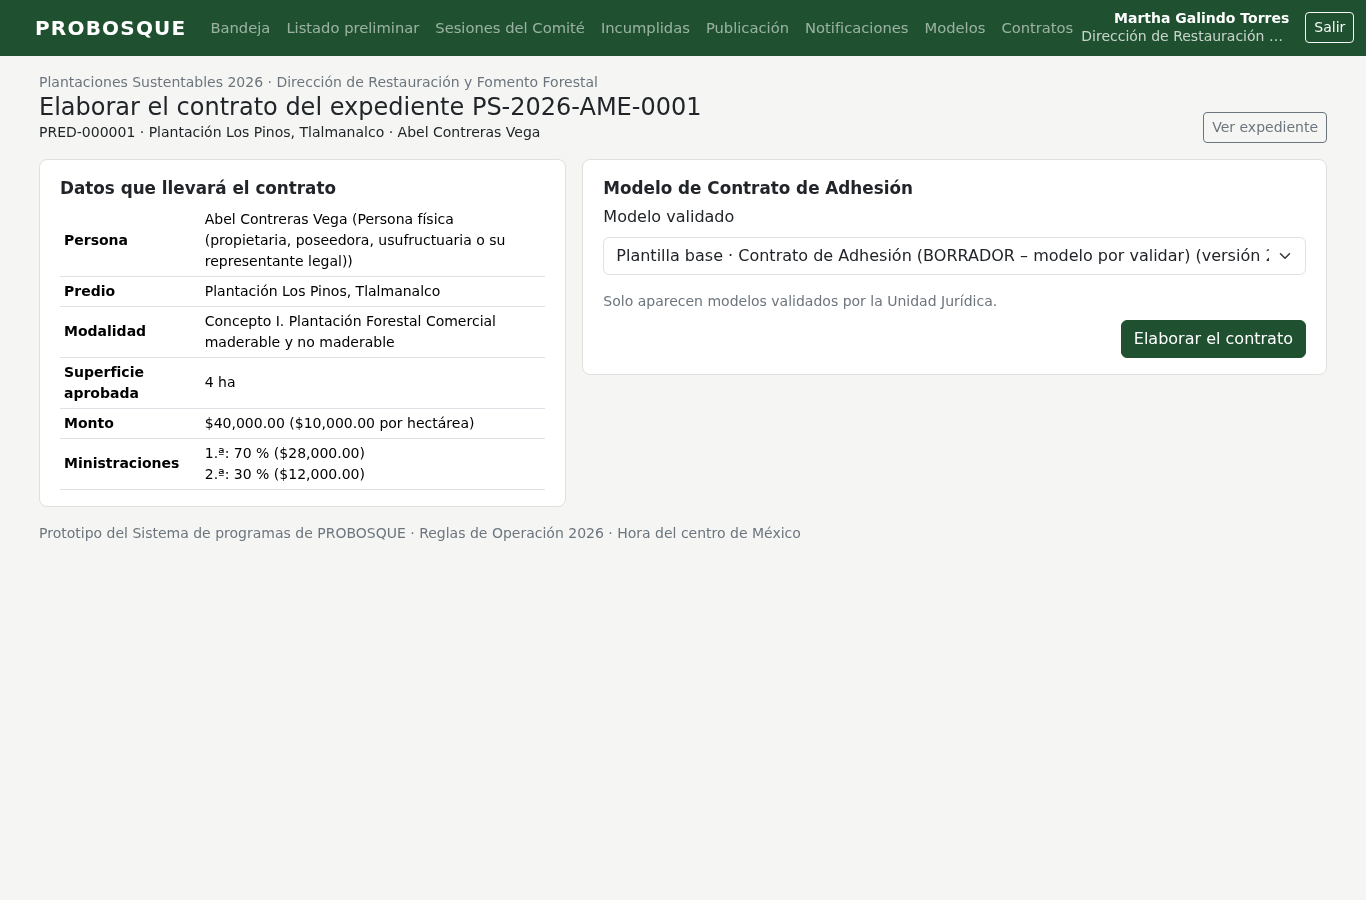 PROBOSQUE
Bandeja
Listado preliminar
Sesiones del Comité
Incumplidas
Publicación
Notificaciones
Modelos
Contratos
Martha Galindo Torres
Dirección de Restauración …
Salir
Plantaciones Sustentables 2026 · Dirección de Restauración y Fomento Forestal
Elaborar el contrato del expediente PS-2026-AME-0001
PRED-000001 · Plantación Los Pinos, Tlalmanalco · Abel Contreras Vega
Ver expediente
Datos que llevará el contrato
Persona
Abel Contreras Vega (Persona física
(propietaria, poseedora, usufructuaria o su
representante legal))
Predio
Plantación Los Pinos, Tlalmanalco
Modalidad
Concepto I. Plantación Forestal Comercial
maderable y no maderable
Superficie
aprobada
4 ha
Monto
$40,000.00 ($10,000.00 por hectárea)
Ministraciones
1.ª: 70 % ($28,000.00)
2.ª: 30 % ($12,000.00)
Modelo de Contrato de Adhesión
Modelo validado
Plantilla base · Contrato de Adhesión (BORRADOR – modelo por validar) (versión
Solo aparecen modelos validados por la Unidad Jurídica.
Elaborar el contrato
Prototipo del Sistema de programas de PROBOSQUE · Reglas de Operación 2026 · Hora del centro de México